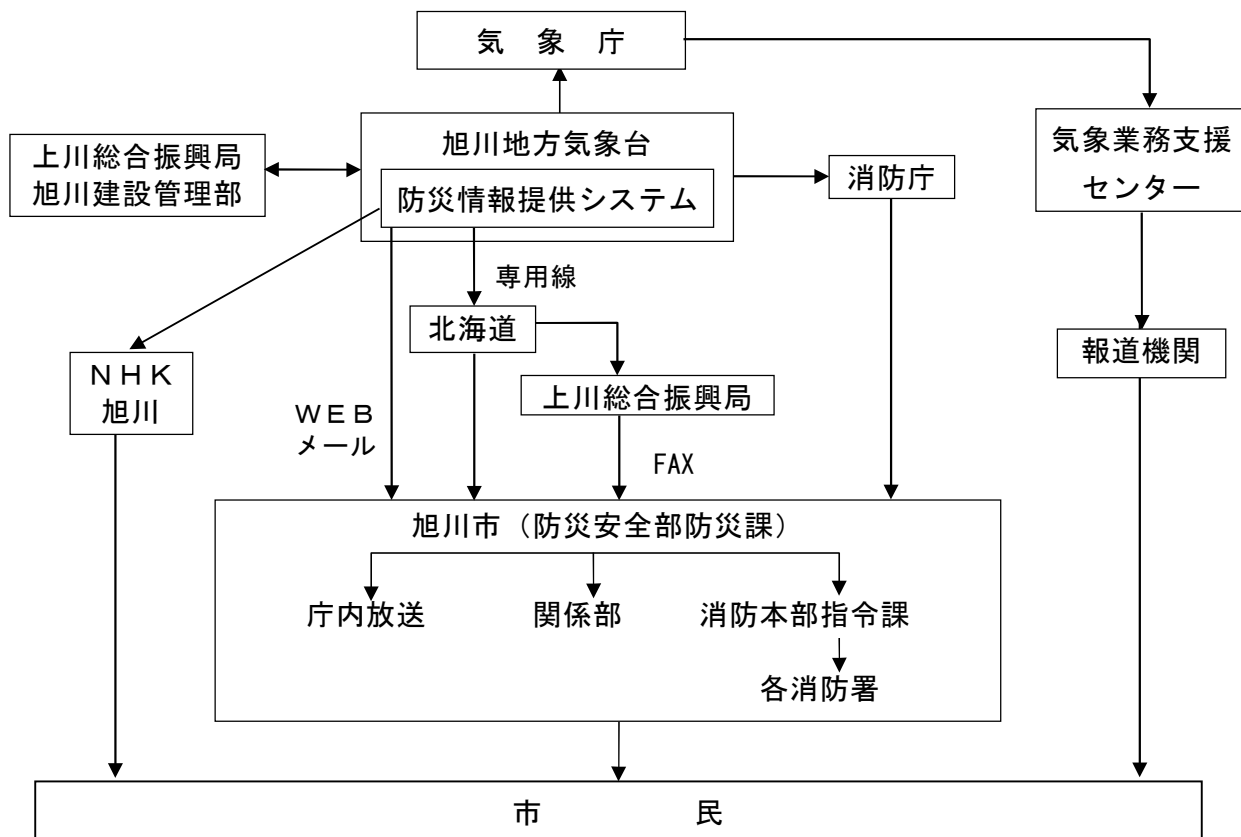 気　象　庁
旭川地方気象台
防災情報提供システム
上川総合振興局
旭川建設管理部
消防庁
気象業務支援
センター
専用線
北海道
報道機関
ＮＨＫ
旭川
上川総合振興局
ＷＥＢ
メール
FAX
旭川市（防災安全部防災課）
庁内放送
関係部
消防本部指令課
各消防署
市　　　　　民